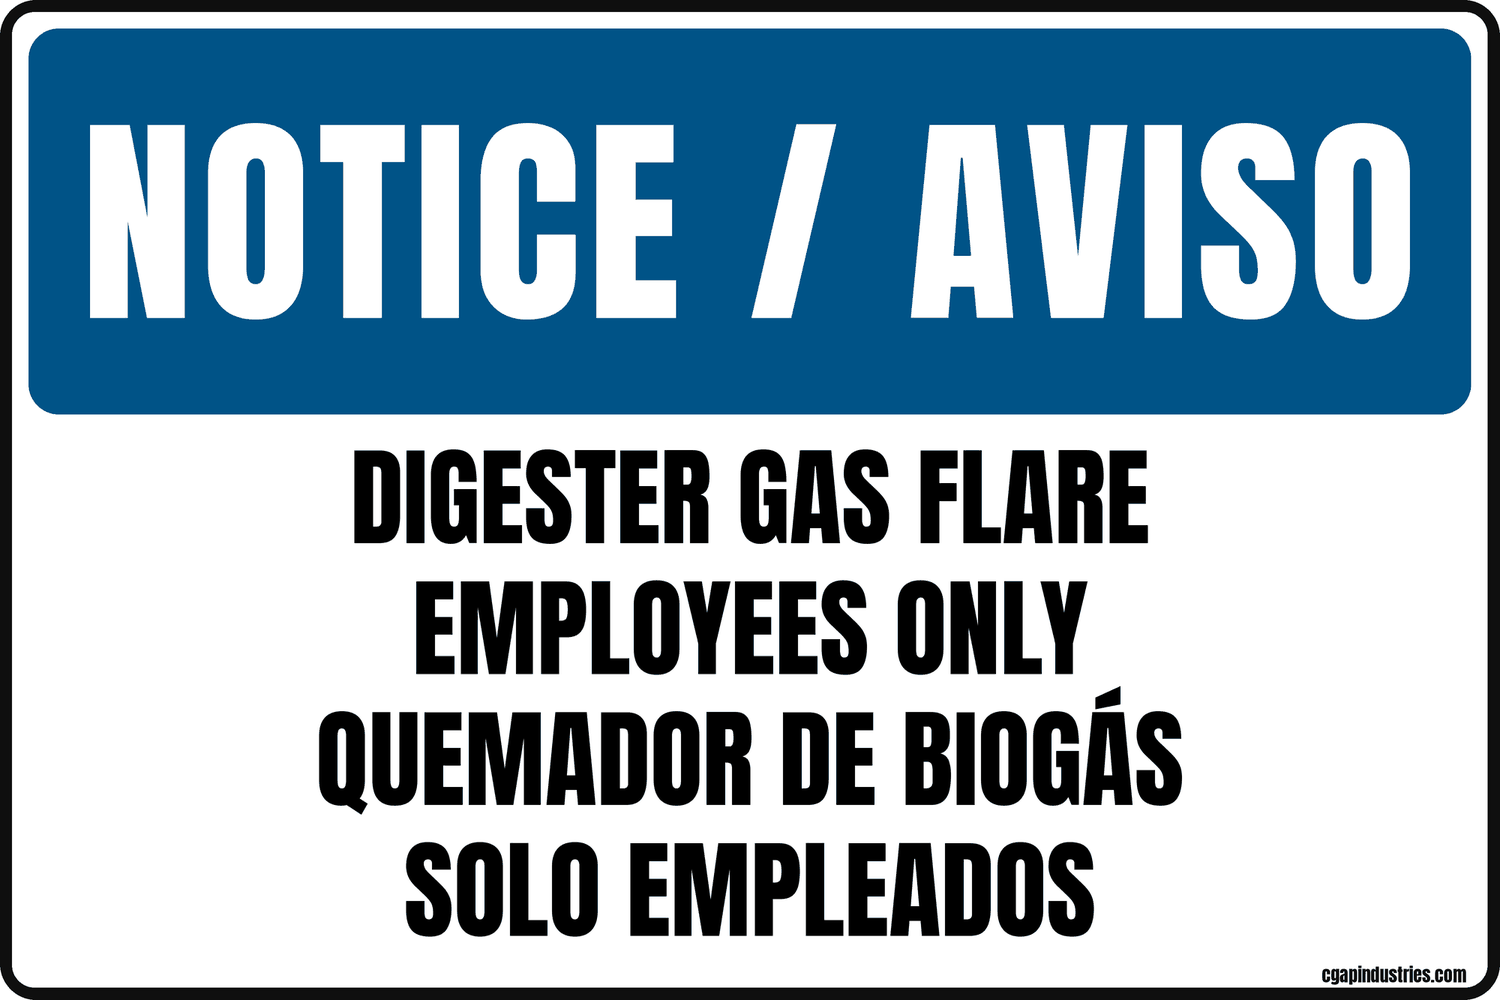 NOTICE / AVISO
DIGESTER GAS FLARE
EMPLOYEES ONLY
QUEMADOR DE BIOGÁS
SOLO EMPLEADOS
cgapindustries.com